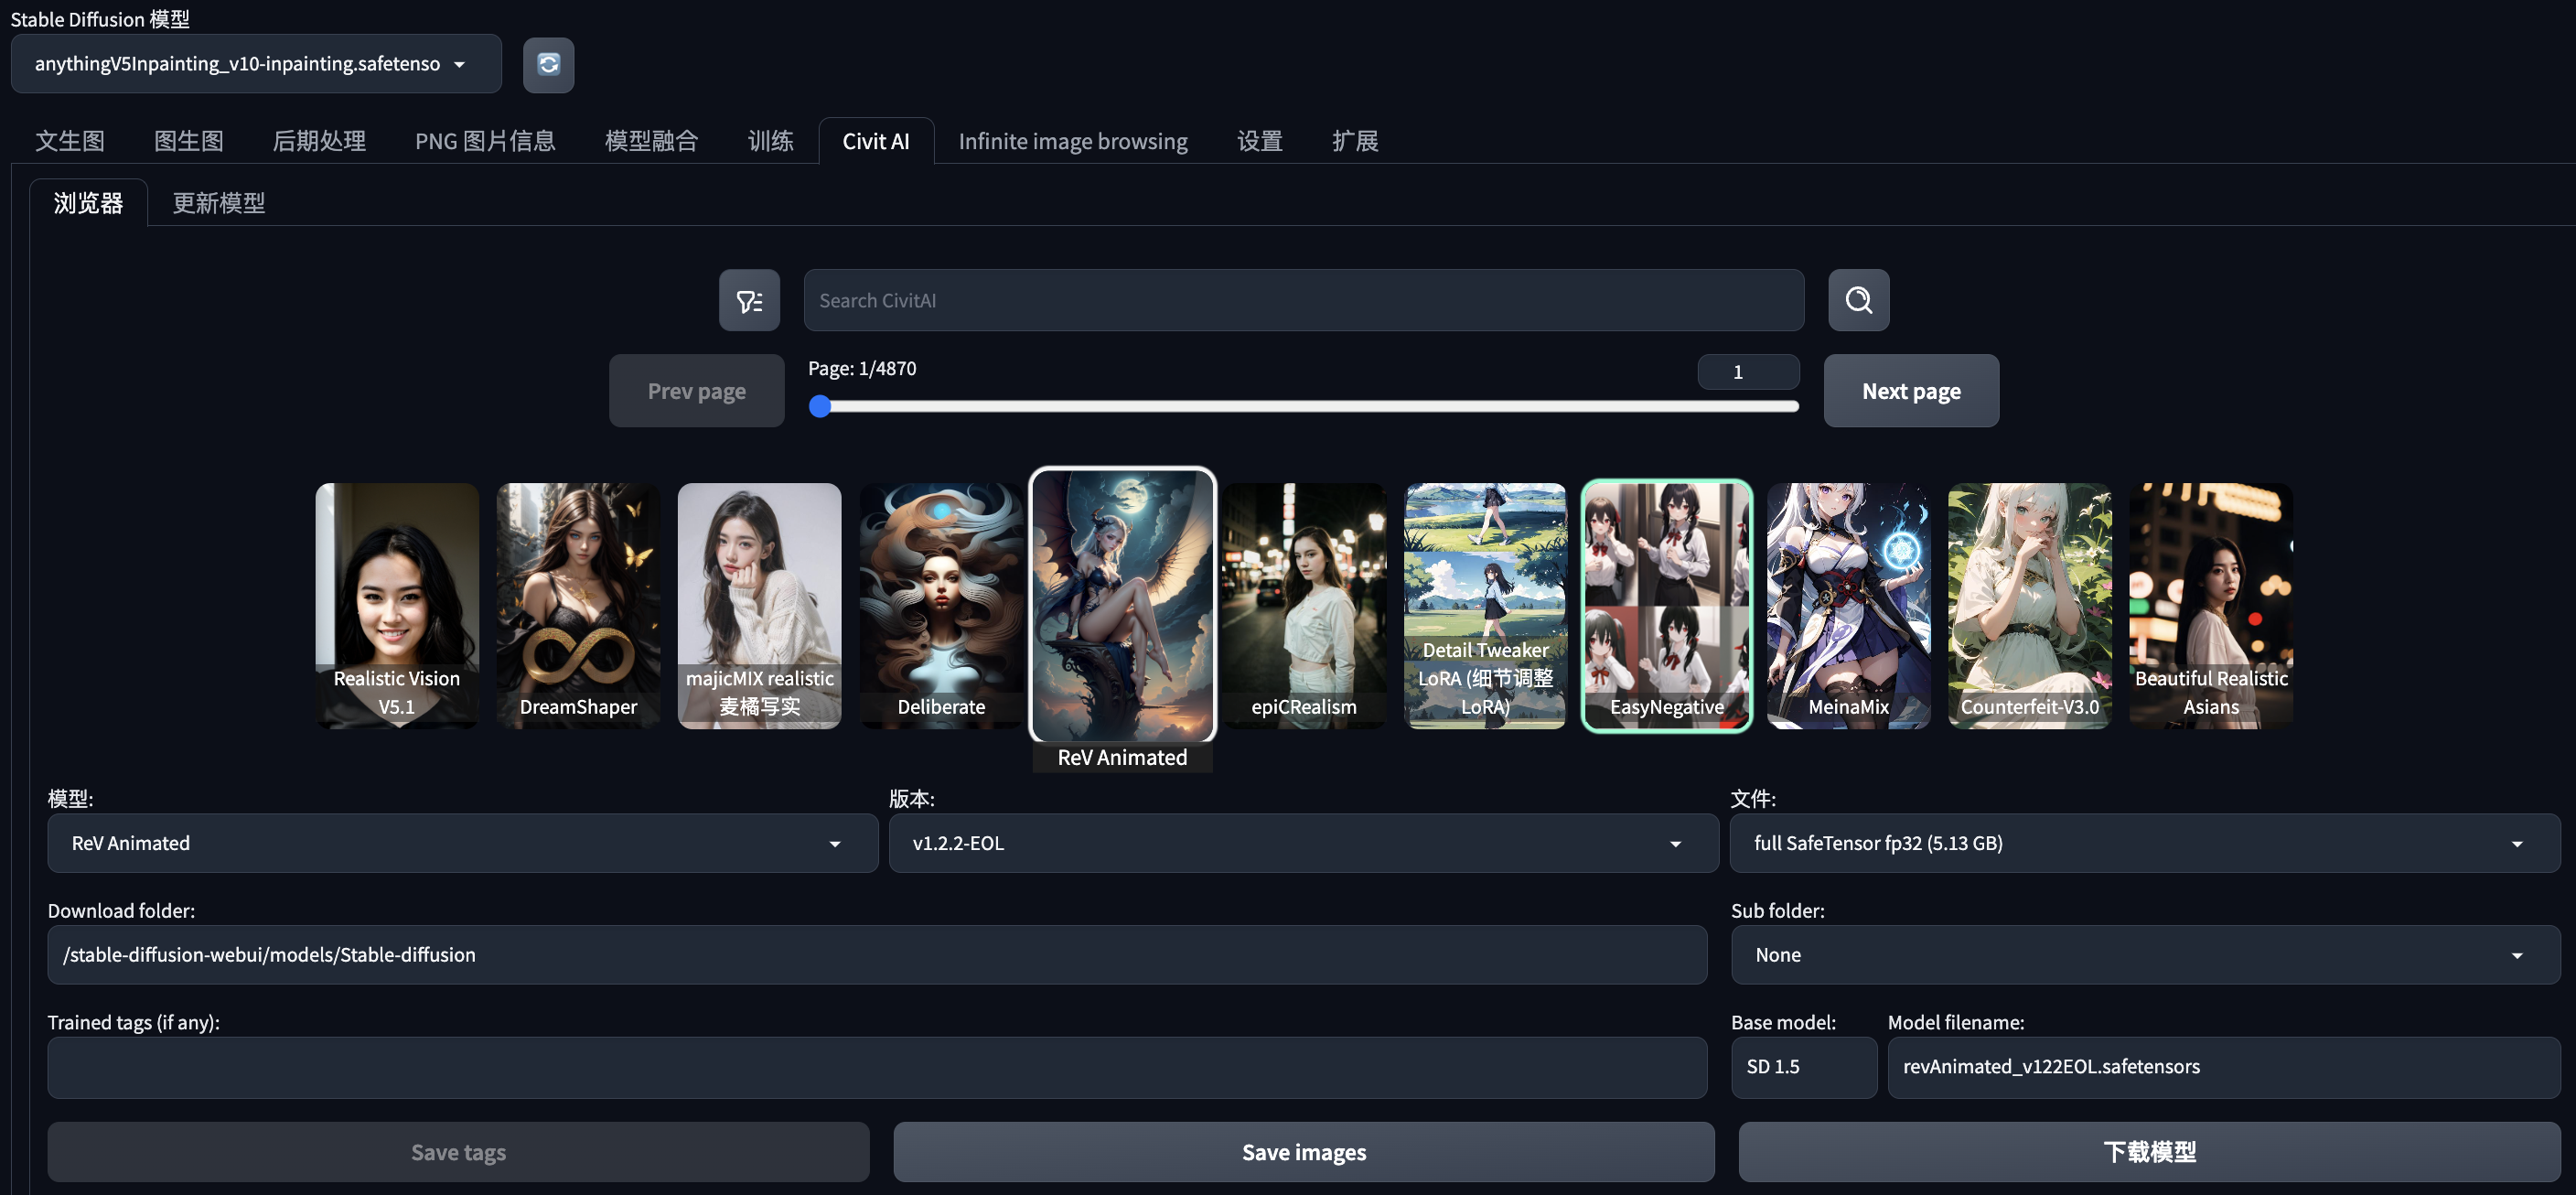 Stable Diffusion 模型
anythingV5Inpainting_v10-inpainting.safetenso
文生图 图生图 后期处理 PNG 图片信息 模型融合 训练 Civit AI Infinite image browsing 设置 扩展
浏览器 更新模型
Search CivitAI
Prev page
Page: 1/4870
1
Next page
Realistic Vision
V5.1
DreamShaper
majicMIX realistic
麦橘写实
Deliberate
ReV Animated
epiCRealism
Detail Tweaker
LoRA (细节调整
LoRA)
EasyNegative
MeinaMix
Counterfeit-V3.0
Beautiful Realistic
Asians
模型:
ReV Animated
版本:
v1.2.2-EOL
文件:
full SafeTensor fp32 (5.13 GB)
Download folder:
/stable-diffusion-webui/models/Stable-diffusion
Sub folder:
None
Trained tags (if any):
Base model:
SD 1.5
Model filename:
revAnimated_v122EOL.safetensors
Save tags
Save images
下载模型